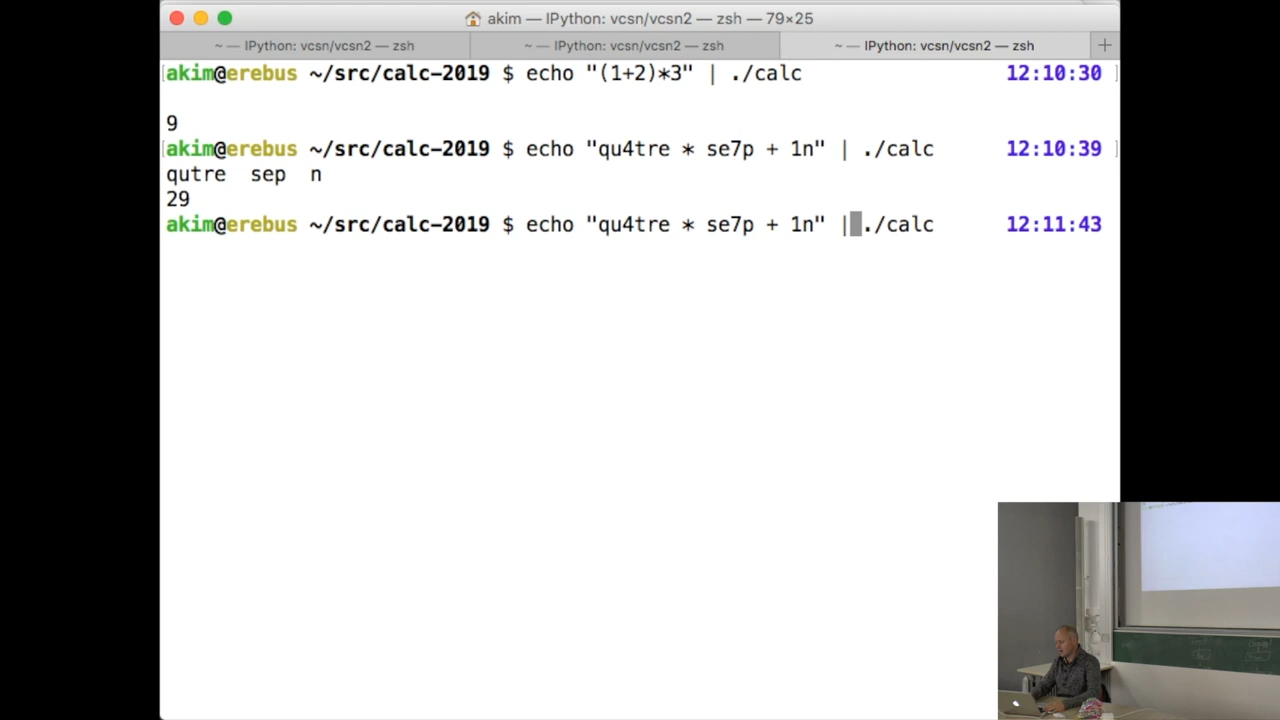 akim — IPython: vcsn/vcsn2 — zsh — 79×25
~ — IPython: vcsn/vcsn2 — zsh
~ — IPython: vcsn/vcsn2 — zsh
~ — IPython: vcsn/vcsn2 — zsh
akim@erebus ~/src/calc-2019 $ echo "(1+2)*3" | ./calc 12:10:30
9
akim@erebus ~/src/calc-2019 $ echo "qu4tre * se7p + 1n" | ./calc 12:10:39
qutre  sep  n
29
akim@erebus ~/src/calc-2019 $ echo "qu4tre * se7p + 1n" | ./calc 12:11:43